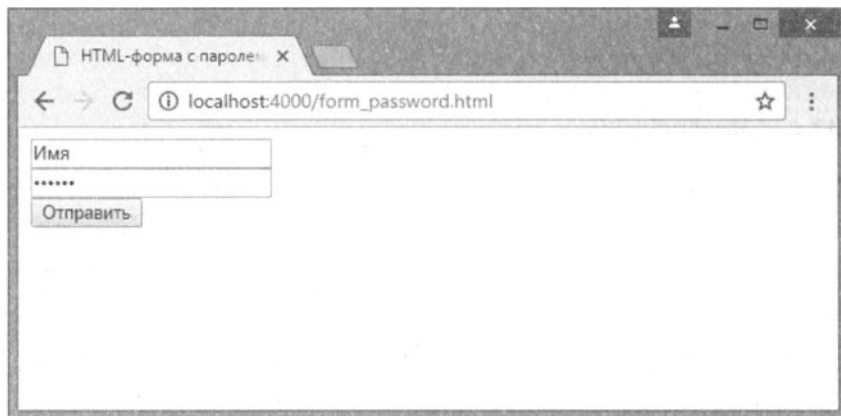 HTML-форма с паролем
localhost:4000/form_password.html
Имя
••••••
Отправить